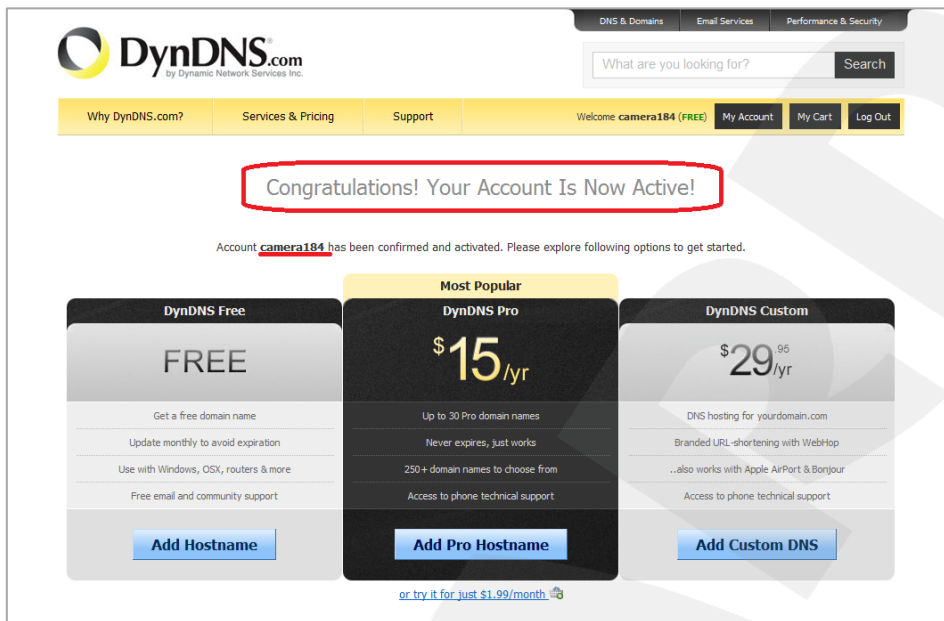 DNS & Domains Email Services Performance & Security
DynDNS.com
by Dynamic Network Services Inc.
What are you looking for? Search
Why DynDNS.com? Services & Pricing Support Welcome camera184 (FREE) My Account My Cart Log Out
Congratulations! Your Account Is Now Active!
Account camera184 has been confirmed and activated. Please explore following options to get started.
Most Popular
DynDNS Free DynDNS Pro DynDNS Custom
FREE $15/yr $29.95/yr
Get a free domain name Up to 30 Pro domain names DNS hosting for yourdomain.com
Update monthly to avoid expiration Never expires, just works Branded URL-shortening with WebHop
Use with Windows, OSX, routers & more 250+ domain names to choose from ..also works with Apple AirPort & Bonjour
Free email and community support Access to phone technical support Access to phone technical support
Add Hostname Add Pro Hostname Add Custom DNS
or try it for just $1.99/month